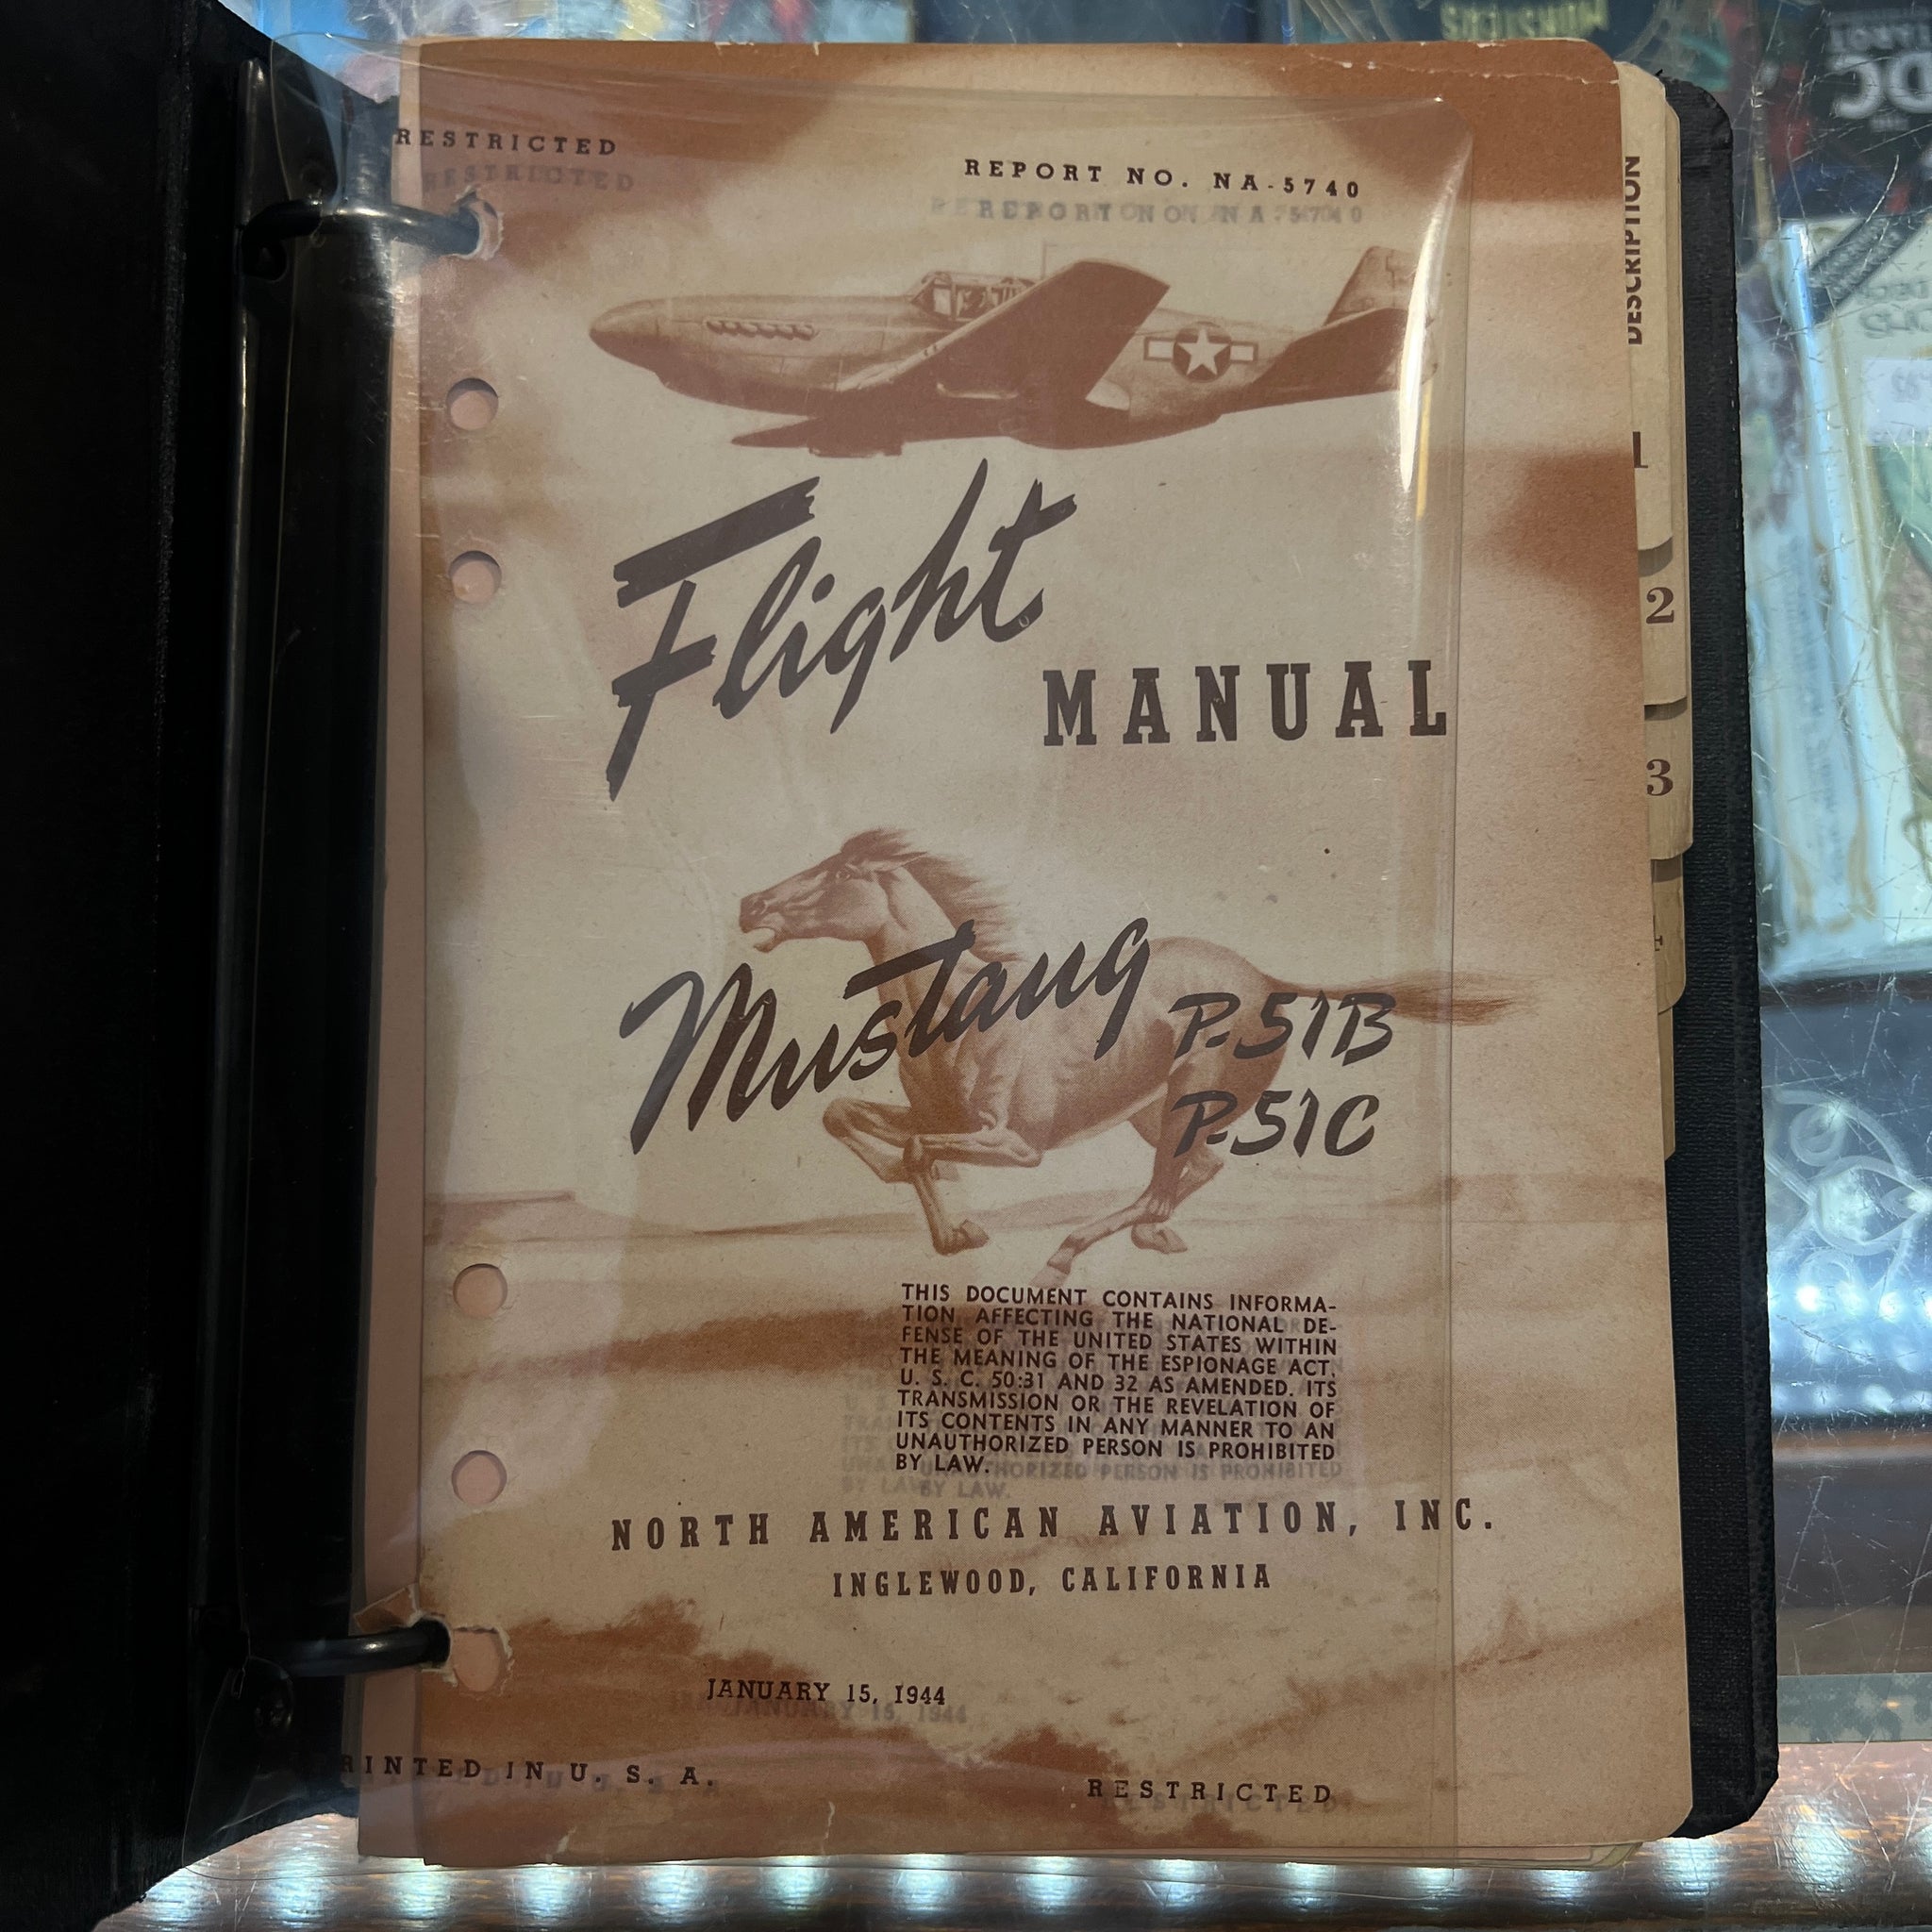 RESTRICTED
REPORT NO. NA-5740
Flight
MANUAL
Mustang P-51B
P-51C
THIS DOCUMENT CONTAINS INFORMA-
TION AFFECTING THE NATIONAL DE-
FENSE OF THE UNITED STATES WITHIN
THE MEANING OF THE ESPIONAGE ACT,
U. S. C. 50:31 AND 32 AS AMENDED. ITS
TRANSMISSION OR THE REVELATION OF
ITS CONTENTS IN ANY MANNER TO AN
UNAUTHORIZED PERSON IS PROHIBITED
BY LAW.
NORTH AMERICAN AVIATION, INC.
INGLEWOOD, CALIFORNIA
JANUARY 15, 1944
RINTED IN U. S. A.
RESTRICTED
DESCRIPTION
1
2
3